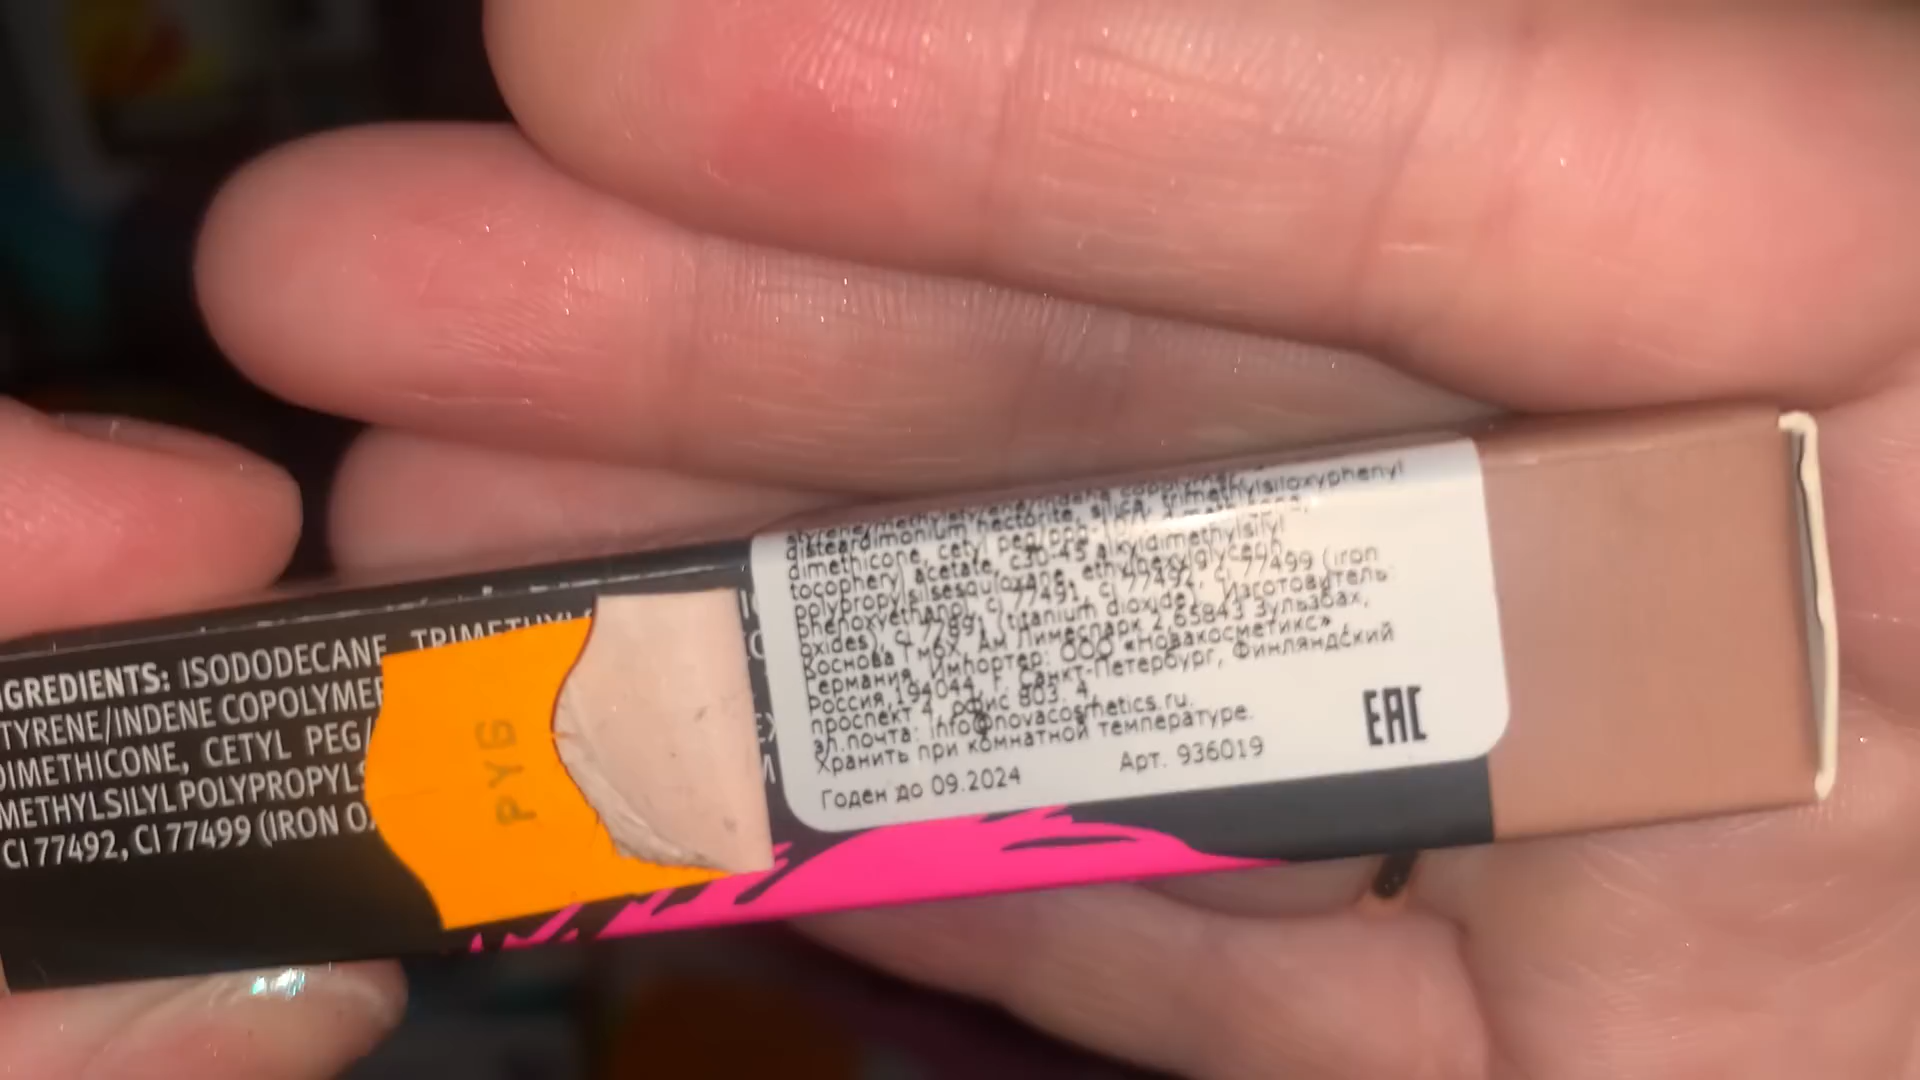 INGREDIENTS: ISODODECANE, TRIMETHYL
TYRENE/INDENE COPOLYMER
DIMETHICONE, CETYL PEG/
METHYLSILYL POLYPROPYLS
CI 77492, CI 77499 (IRON O
РУБ
disteardimonium hectorite, silica, trimethylsiloxyphenyl
dimethicone, cetyl peg/ppg-10/1
tocopheryl acetate, c30-45 alkyldimethylsilyl
polypropylsilsesquioxane, ethylhexylglycerin,
phenoxyethanol, ci 77491, ci 77492, ci 77499 (iron
oxides), ci 77891 (titanium dioxide). Изготовитель:
Коснова ГмбХ, Ам Лимеспарк 2, 65843 Зульзбах,
Германия. Импортер: ООО «Новакосметикс»,
Россия, 194044, г. Санкт-Петербург, Финляндский
проспект 4, офис 803.
эл.почта: info@novacosmetics.ru.
Хранить при комнатной температуре.
Годен до 09.2024 Арт. 936019
EAC